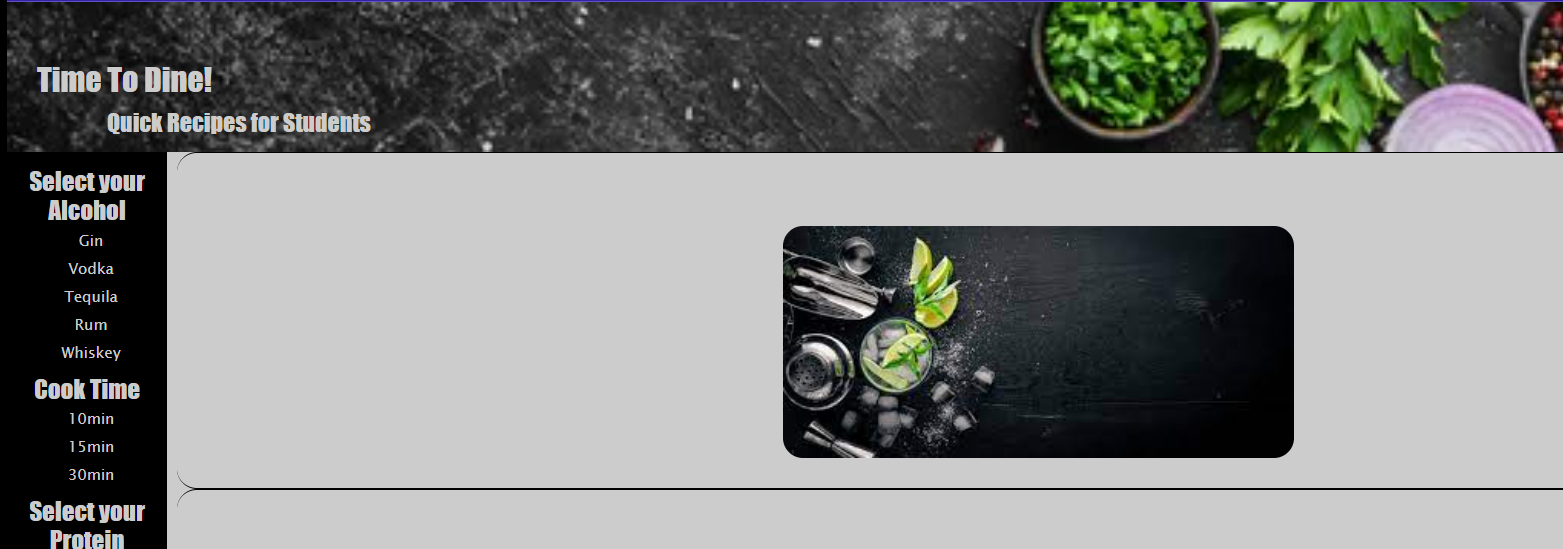 Time To Dine!
Quick Recipes for Students
Select your
Alcohol
Gin
Vodka
Tequila
Rum
Whiskey
Cook Time
10min
15min
30min
Select your
Protein